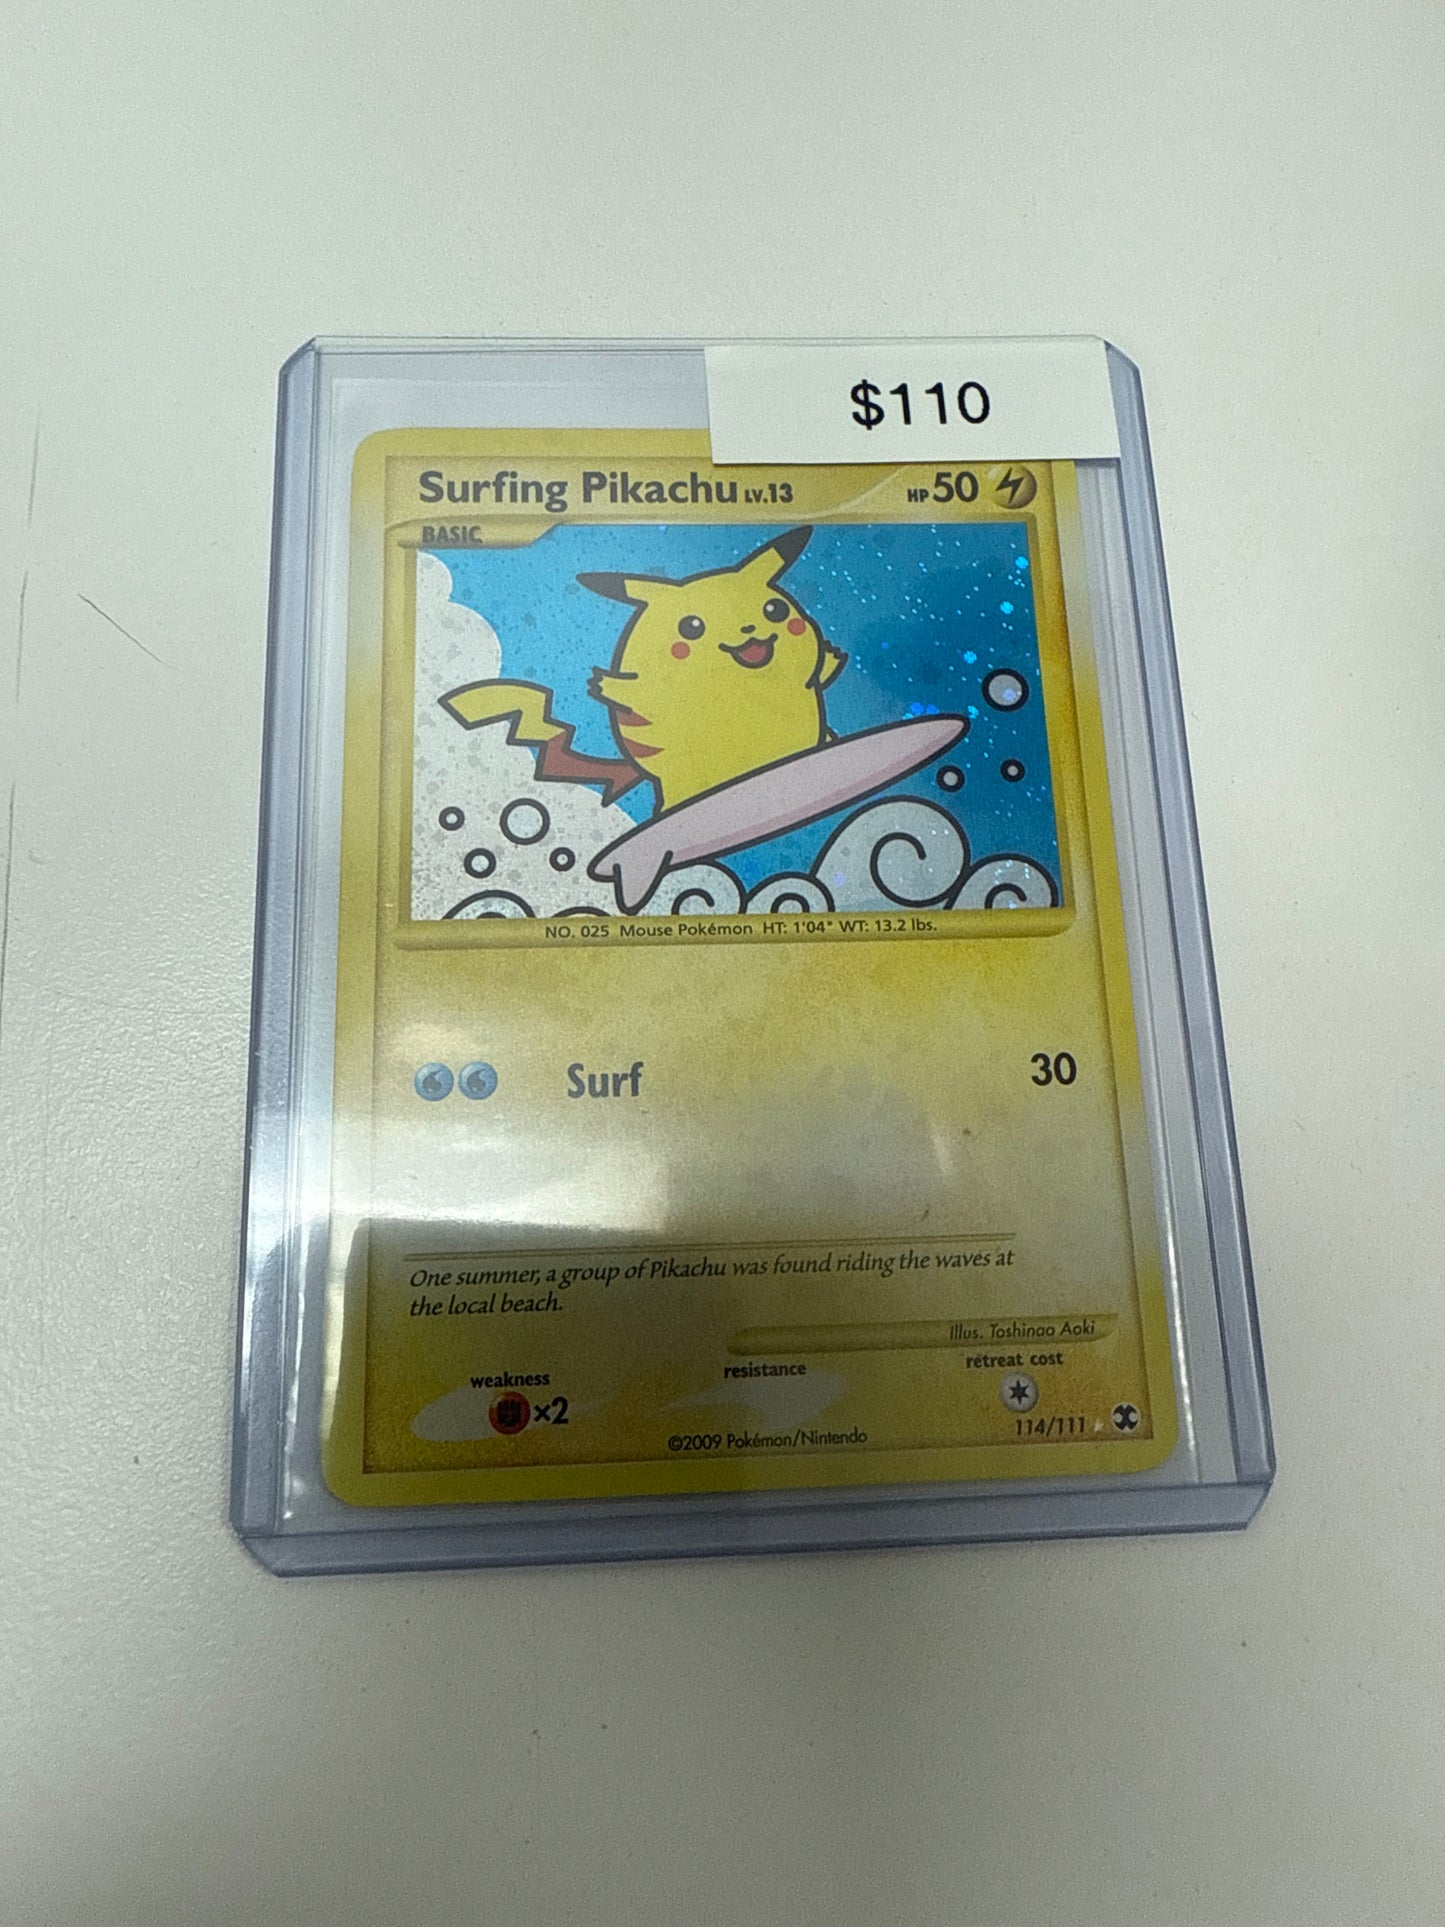 $110
Surfing Pikachu LV.13 HP 50
BASIC
NO. 025 Mouse Pokémon HT: 1'04" WT: 13.2 lbs.
Surf 30
One summer, a group of Pikachu was found riding the waves at
the local beach.
Illus. Toshinao Aoki
weakness resistance retreat cost
×2
114/111
©2009 Pokémon/Nintendo